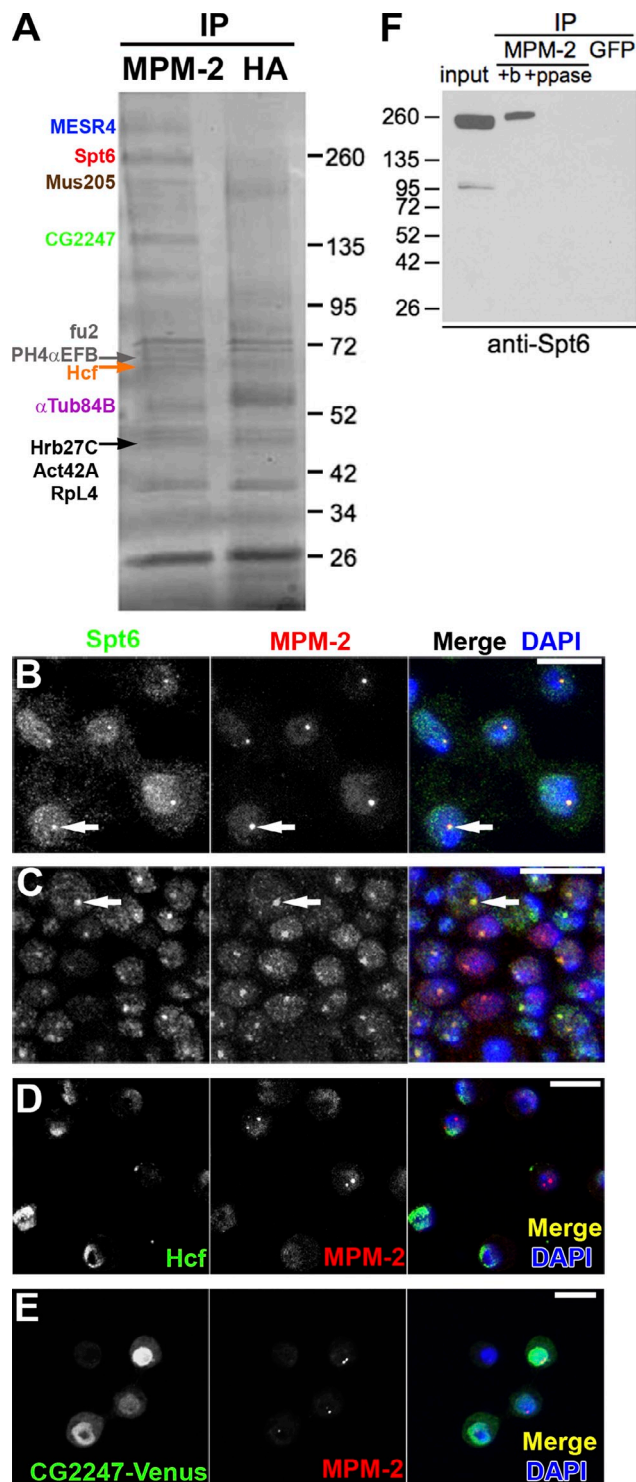 A
IP
MPM-2 HA
MESR4
Spt6
Mus205
CG2247
fu2
PH4αEFB
Hcf
αTub84B
Hrb27C
Act42A
RpL4
260
135
95
72
52
42
34
26
F
IP
MPM-2 GFP
input +b +ppase
260
135
95
72
52
42
26
anti-Spt6
Spt6 MPM-2 Merge DAPI
B
C
D
Hcf MPM-2 Merge
DAPI
E
CG2247-Venus MPM-2 Merge
DAPI